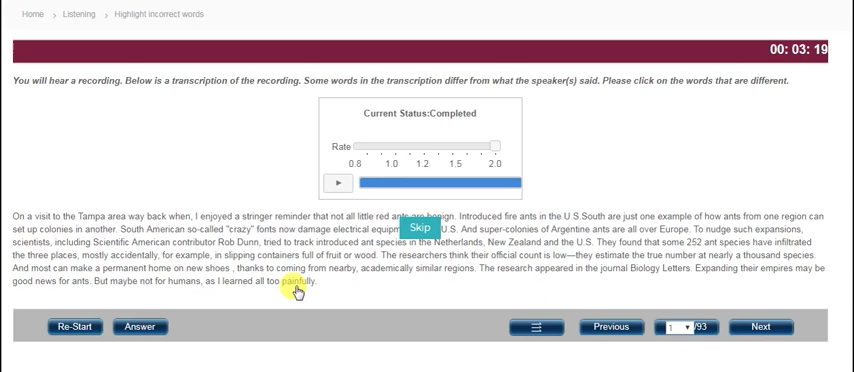 Home > Listening > Highlight incorrect words
00: 03: 19
You will hear a recording. Below is a transcription of the recording. Some words in the transcription differ from what the speaker(s) said. Please click on the words that are different.
Current Status:Completed
Rate
0.8 1.0 1.2 1.5 2.0
On a visit to the Tampa area way back when, I enjoyed a stringer reminder that not all little red ants are benign. Introduced fire ants in the U.S.South are just one example of how ants from one region can
set up colonies in another. South American so-called "crazy" fonts now damage electrical equipm U.S. And super-colonies of Argentine ants are all over Europe. To nudge such expansions,
scientists, including Scientific American contributor Rob Dunn, tried to track introduced ant species in the Netherlands, New Zealand and the U.S. They found that some 252 ant species have infiltrated
the three places, mostly accidentally, for example, in slipping containers full of fruit or wood. The researchers think their official count is low—they estimate the true number at nearly a thousand species.
And most can make a permanent home on new shoes , thanks to coming from nearby, academically similar regions. The research appeared in the journal Biology Letters. Expanding their empires may be
good news for ants. But maybe not for humans, as I learned all too painfully.
Skip
Re-Start Answer Previous 1 /93 Next